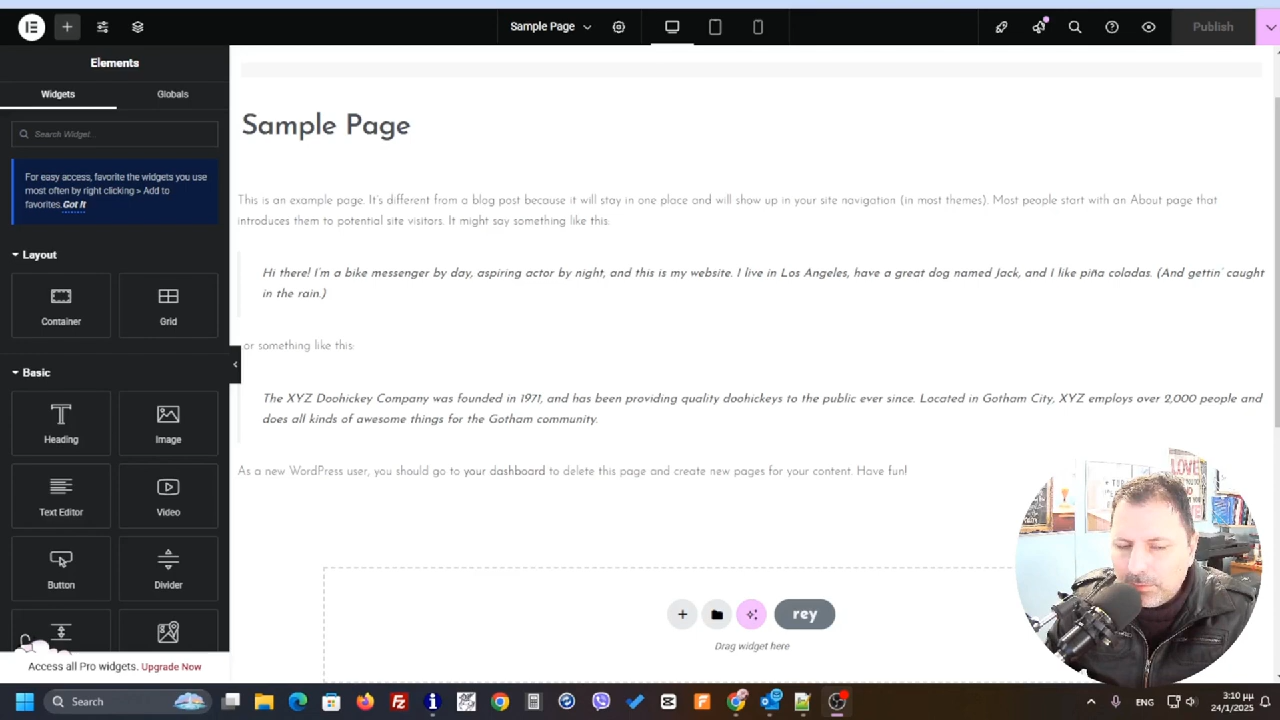 Sample Page
Publish
Elements
Widgets
Globals
Search Widget...
For easy access, favorite the widgets you
use most often by right clicking > Add to
favorites. Got It
Layout
Container
Grid
Basic
Heading
Image
Text Editor
Video
Button
Divider
Access all Pro widgets. Upgrade Now
Sample Page
This is an example page. It's different from a blog post because it will stay in one place and will show up in your site navigation (in most themes). Most people start with an About page that
introduces them to potential site visitors. It might say something like this:
Hi there! I'm a bike messenger by day, aspiring actor by night, and this is my website. I live in Los Angeles, have a great dog named Jack, and I like piña coladas. (And gettin' caught
in the rain.)
or something like this:
The XYZ Doohickey Company was founded in 1971, and has been providing quality doohickeys to the public ever since. Located in Gotham City, XYZ employs over 2,000 people and
does all kinds of awesome things for the Gotham community.
As a new WordPress user, you should go to your dashboard to delete this page and create new pages for your content. Have fun!
rey
Drag widget here
LOVE
Search
ENG
3:10 μμ
24/1/2025